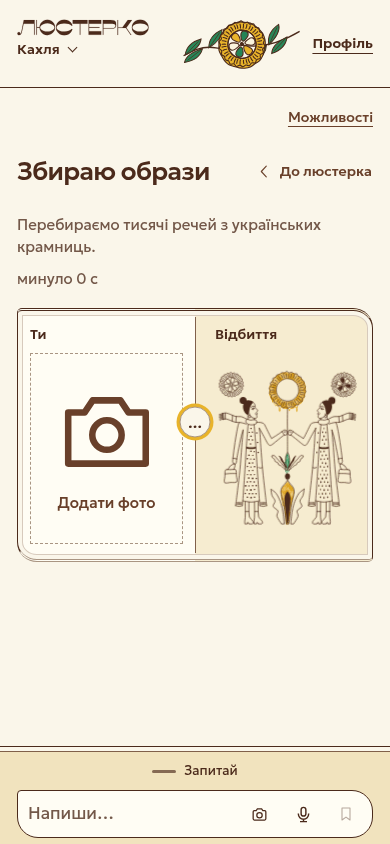 ЛЮСТЕРКО
Кахля
Профіль
Можливості
Збираю образи
До люстерка
Перебираємо тисячі речей з українських
крамниць.
минуло 0 с
Ти
Відбиття
...
Додати фото
Запитай
Напиши...